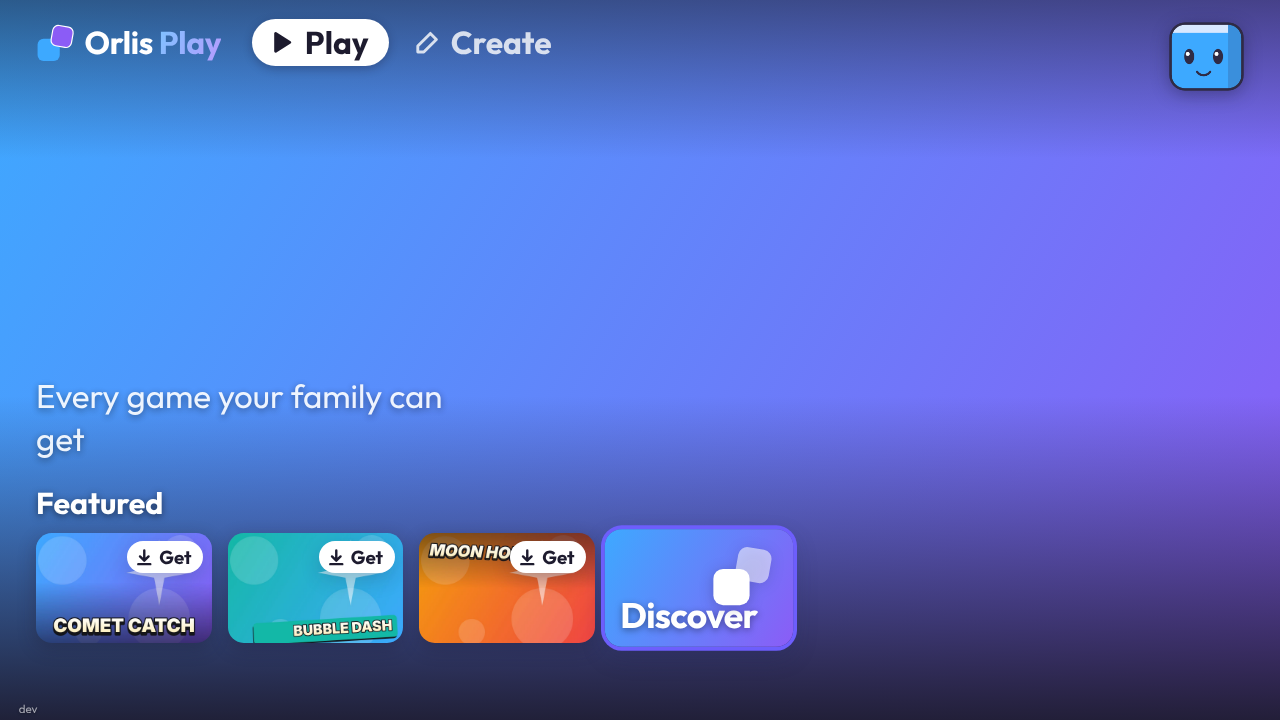 Orlis Play
Play
Create
Every game your family can
get
Featured
Get
COMET CATCH
Get
BUBBLE DASH
MOON HO
Get
Discover
dev